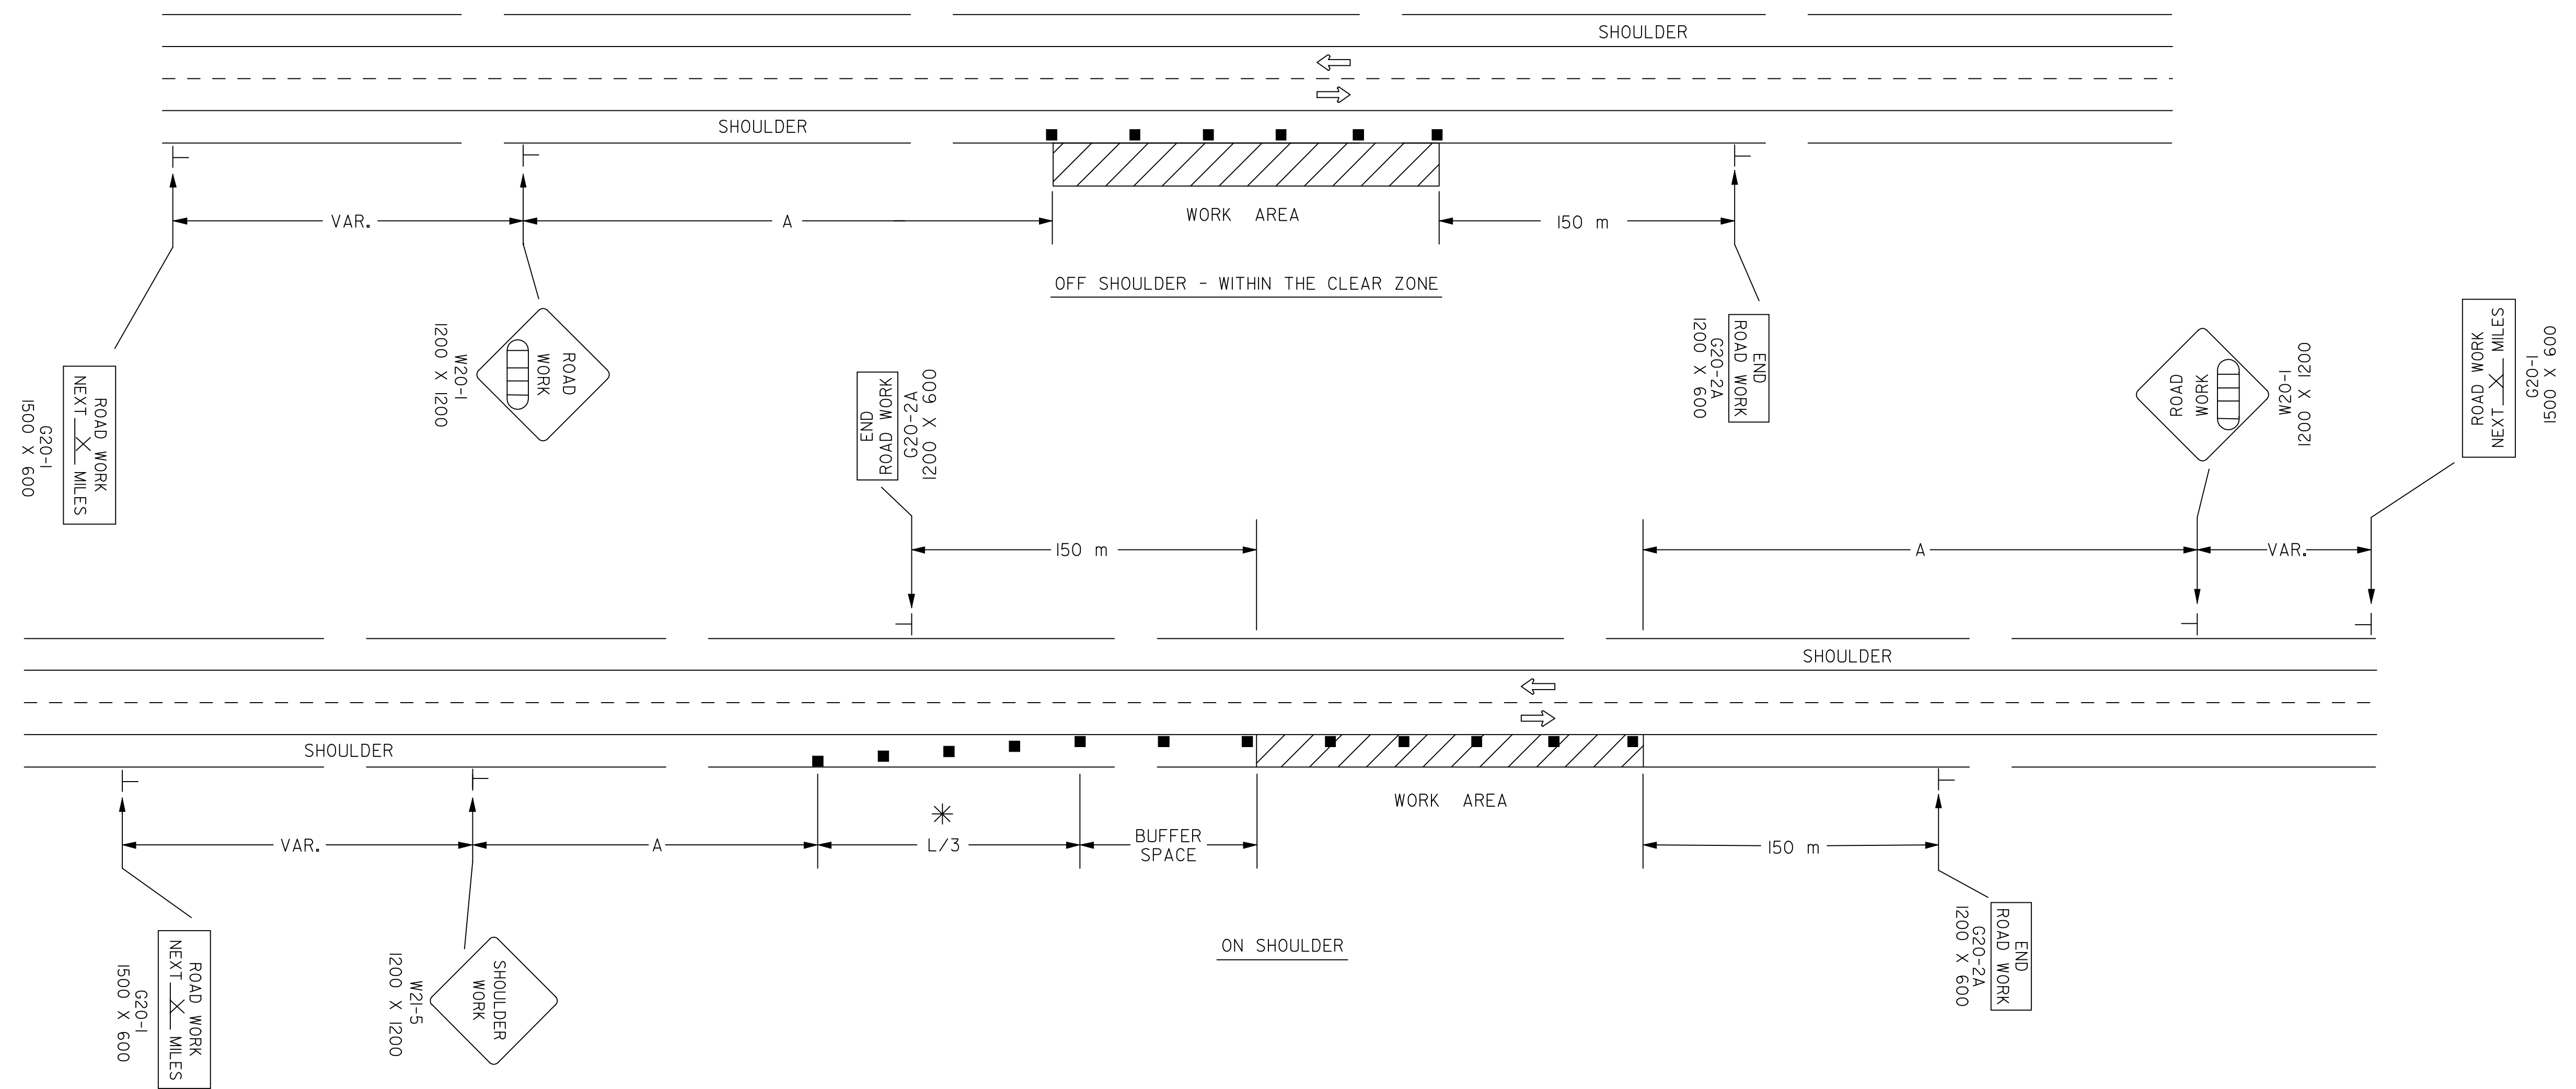 SHOULDER
SHOULDER
VAR.
A
WORK AREA
150 m
OFF SHOULDER - WITHIN THE CLEAR ZONE
ROAD WORK
NEXT X MILES
G20-1
1500 X 600
ROAD
WORK
W20-1
1200 X 1200
END
ROAD WORK
G20-2A
1200 X 600
END
ROAD WORK
G20-2A
1200 X 600
ROAD
WORK
W20-1
1200 X 1200
ROAD WORK
NEXT X MILES
G20-1
1500 X 600
150 m
A
VAR.
SHOULDER
SHOULDER
VAR.
A
*
L/3
BUFFER
SPACE
WORK AREA
150 m
ON SHOULDER
ROAD WORK
NEXT X MILES
G20-1
1500 X 600
SHOULDER
WORK
W21-5
1200 X 1200
END
ROAD WORK
G20-2A
1200 X 600